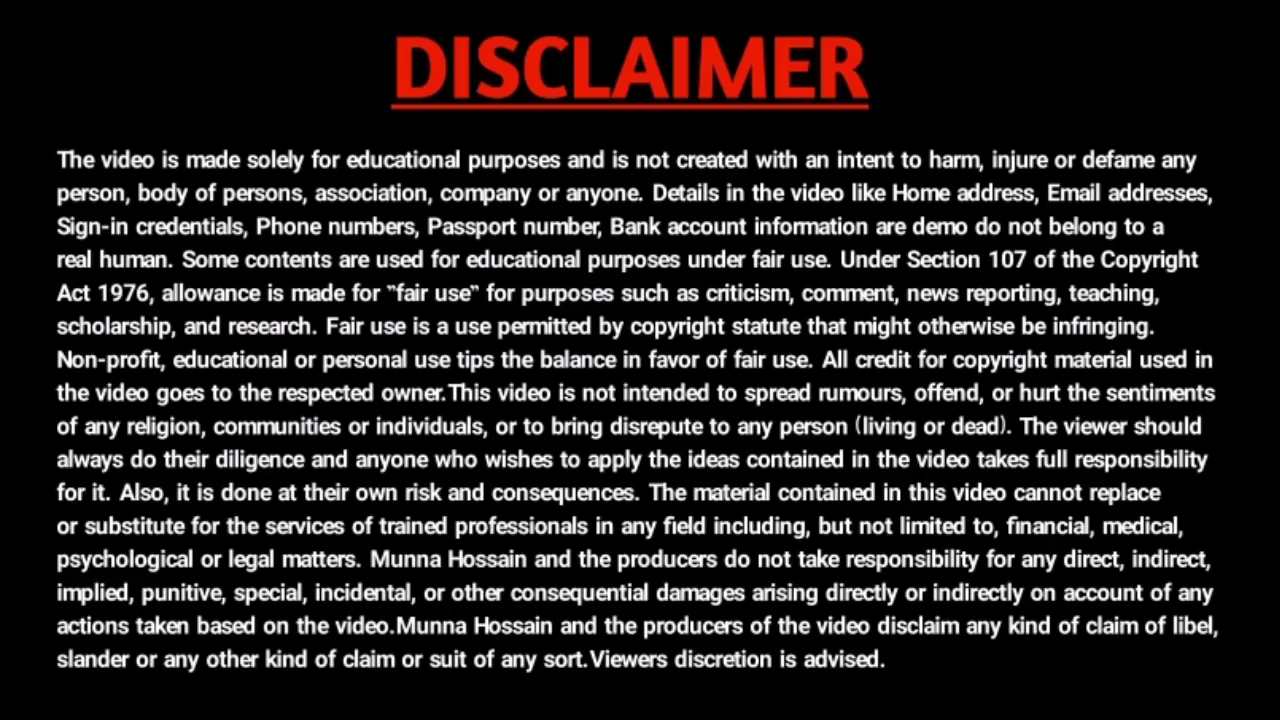 DISCLAIMER
The video is made solely for educational purposes and is not created with an intent to harm, injure or defame any
person, body of persons, association, company or anyone. Details in the video like Home address, Email addresses,
Sign-in credentials, Phone numbers, Passport number, Bank account information are demo do not belong to a
real human. Some contents are used for educational purposes under fair use. Under Section 107 of the Copyright
Act 1976, allowance is made for "fair use" for purposes such as criticism, comment, news reporting, teaching,
scholarship, and research. Fair use is a use permitted by copyright statute that might otherwise be infringing.
Non-profit, educational or personal use tips the balance in favor of fair use. All credit for copyright material used in
the video goes to the respected owner.This video is not intended to spread rumours, offend, or hurt the sentiments
of any religion, communities or individuals, or to bring disrepute to any person (living or dead). The viewer should
always do their diligence and anyone who wishes to apply the ideas contained in the video takes full responsibility
for it. Also, it is done at their own risk and consequences. The material contained in this video cannot replace
or substitute for the services of trained professionals in any field including, but not limited to, financial, medical,
psychological or legal matters. Munna Hossain and the producers do not take responsibility for any direct, indirect,
implied, punitive, special, incidental, or other consequential damages arising directly or indirectly on account of any
actions taken based on the video.Munna Hossain and the producers of the video disclaim any kind of claim of libel,
slander or any other kind of claim or suit of any sort.Viewers discretion is advised.